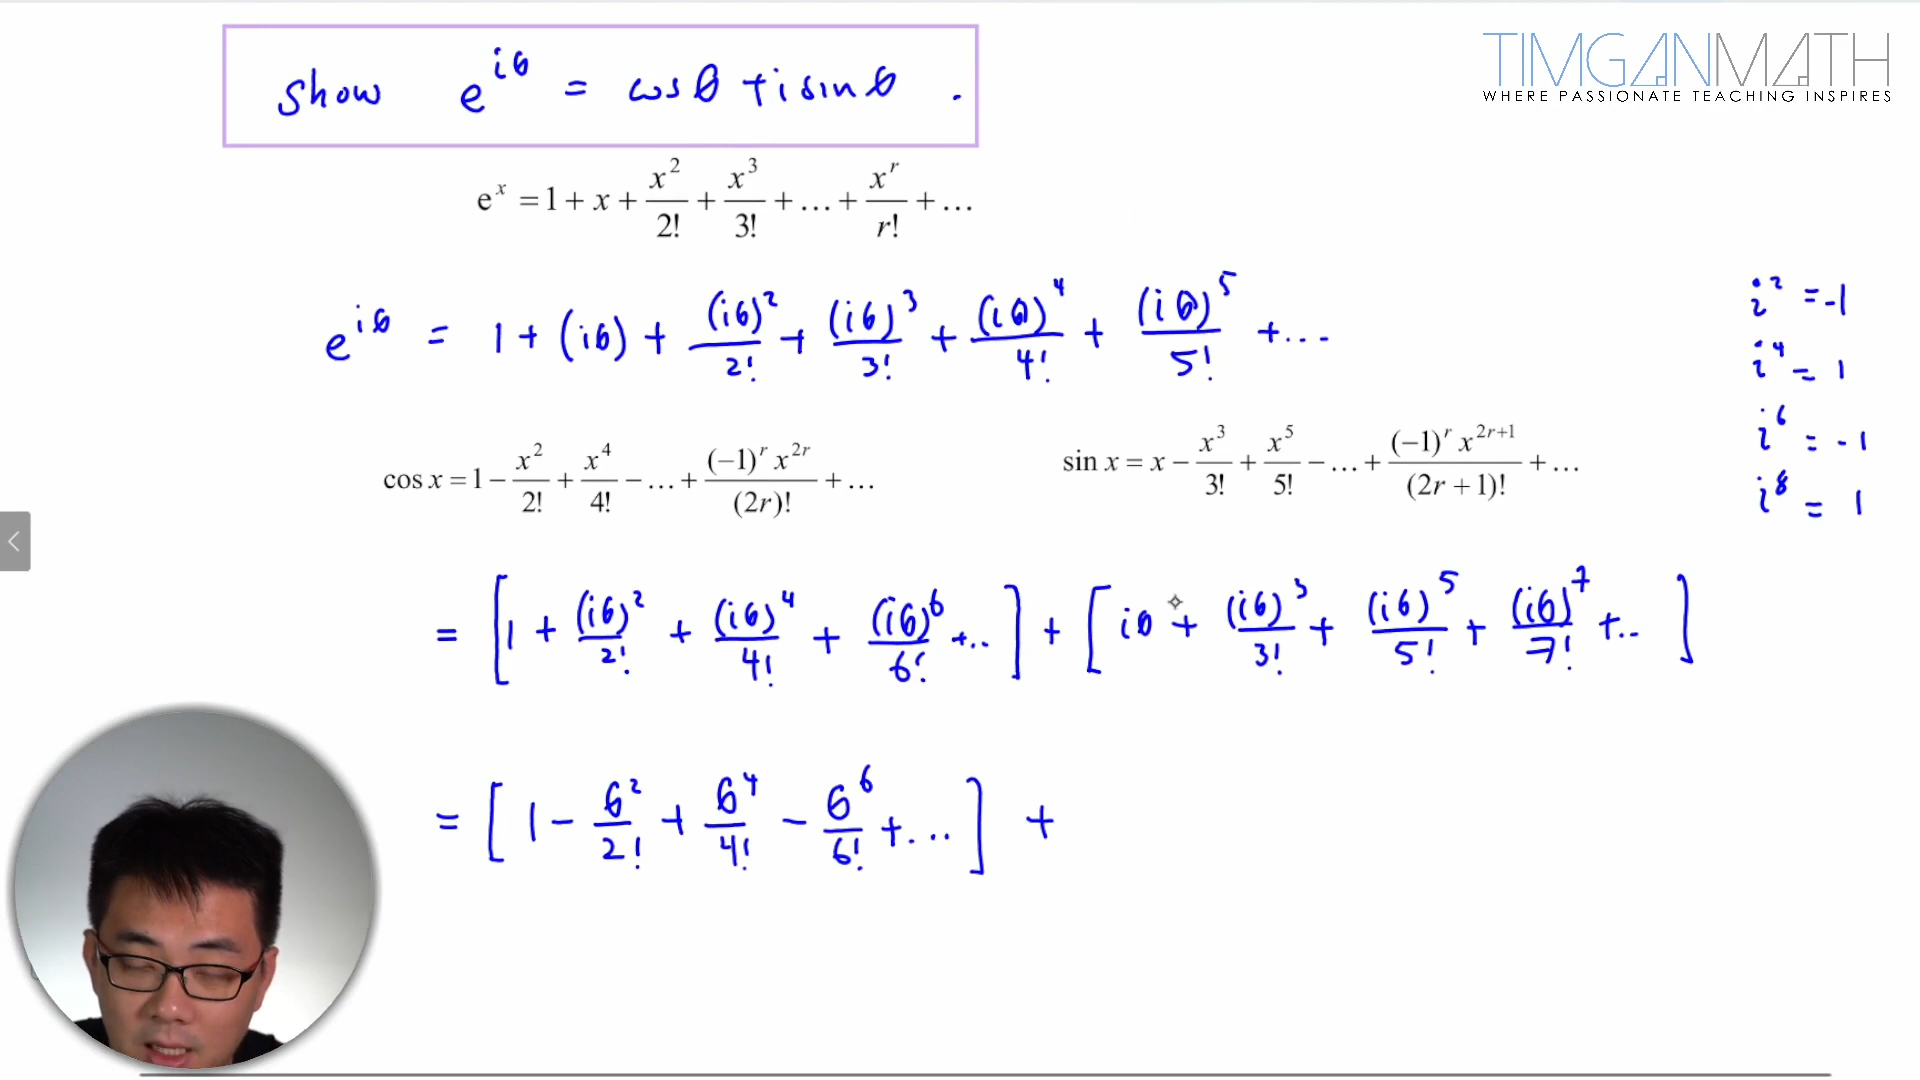 show e^{iθ} = cosθ + i sinθ .
TIMGANMATH
WHERE PASSIONATE TEACHING INSPIRES
e^x = 1 + x + x^2/2! + x^3/3! + ... + x^r/r! + ...
e^{iθ} = 1 + (iθ) + (iθ)^2/2! + (iθ)^3/3! + (iθ)^4/4! + (iθ)^5/5! + ...
i^2 = -1
i^4 = 1
i^6 = -1
i^8 = 1
cos x = 1 − x^2/2! + x^4/4! − ... + (−1)^r x^{2r}/(2r)! + ...
sin x = x − x^3/3! + x^5/5! − ... + (−1)^r x^{2r+1}/(2r+1)! + ...
= [1 + (iθ)^2/2! + (iθ)^4/4! + (iθ)^6/6! + ..] + [iθ + (iθ)^3/3! + (iθ)^5/5! + (iθ)^7/7! + ..]
= [1 − θ^2/2! + θ^4/4! − θ^6/6! + ...] +